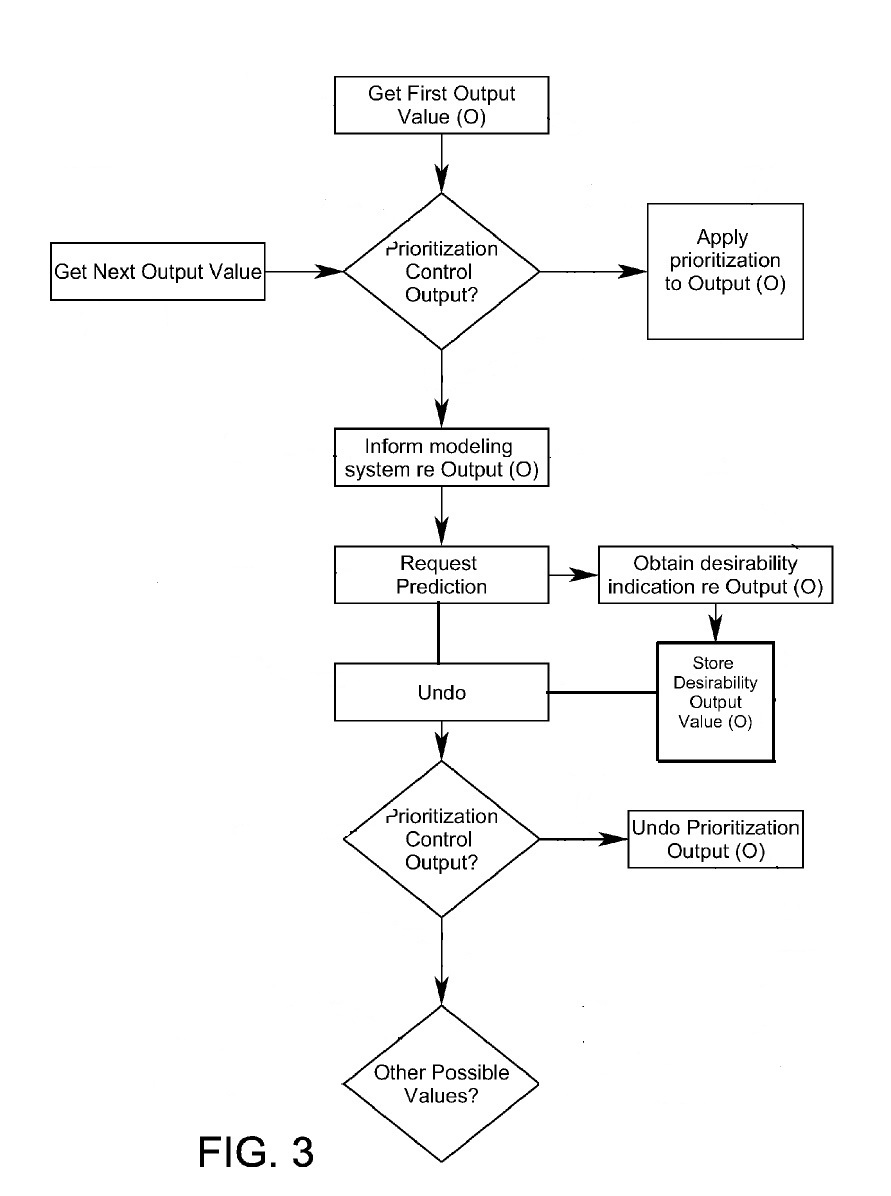 Get First Output
Value (O)
Prioritization
Control
Output?
Apply
prioritization
to Output (O)
Get Next Output Value
Inform modeling
system re Output (O)
Request
Prediction
Obtain desirability
indication re Output (O)
Undo
Store
Desirability
Output
Value (O)
Prioritization
Control
Output?
Undo Prioritization
Output (O)
Other Possible
Values?
FIG. 3